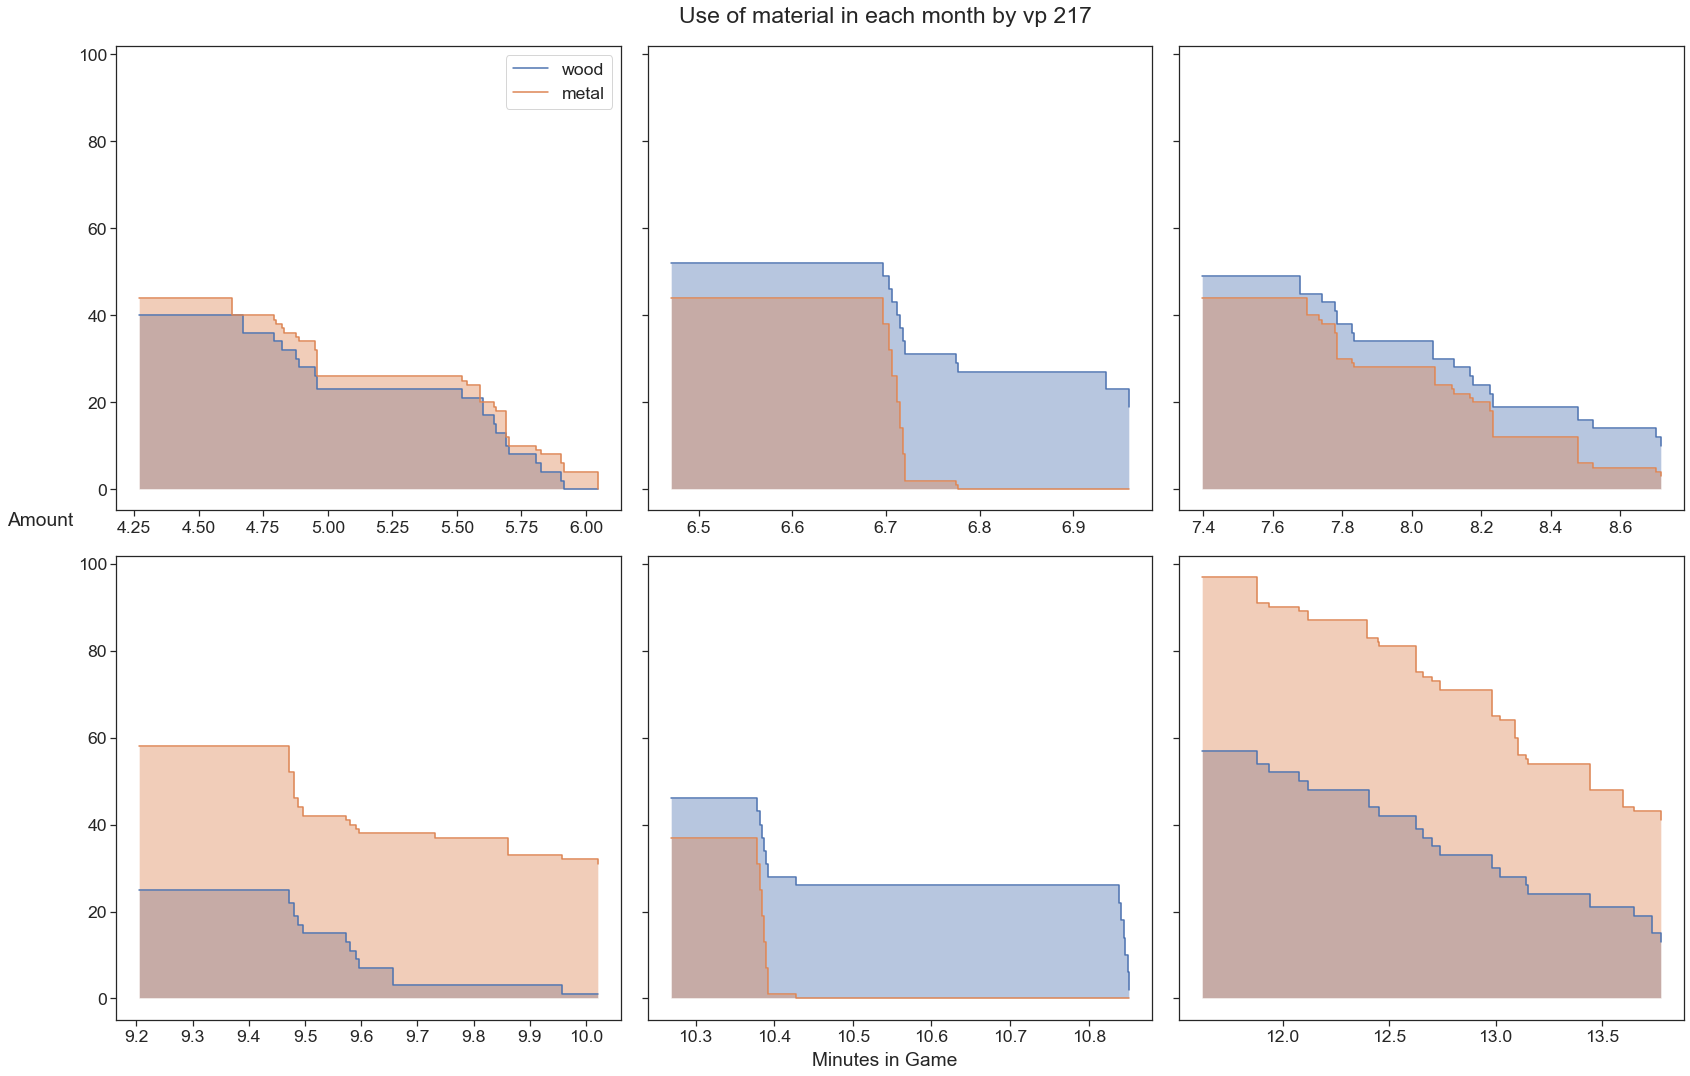 Use of material in each month by vp 217
wood
metal
100
80
60
40
20
0
4.25 4.50 4.75 5.00 5.25 5.50 5.75 6.00
6.5 6.6 6.7 6.8 6.9
7.4 7.6 7.8 8.0 8.2 8.4 8.6
Amount
100
80
60
40
20
0
9.2 9.3 9.4 9.5 9.6 9.7 9.8 9.9 10.0
10.3 10.4 10.5 10.6 10.7 10.8
12.0 12.5 13.0 13.5
Minutes in Game